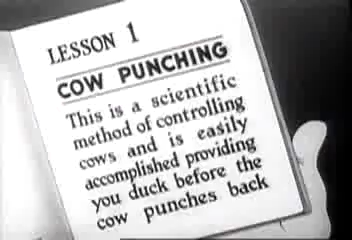 LESSON 1
COW PUNCHING
This is a scientific
method of controlling
cows and is easily
accomplished providing
you duck before the
cow punches back